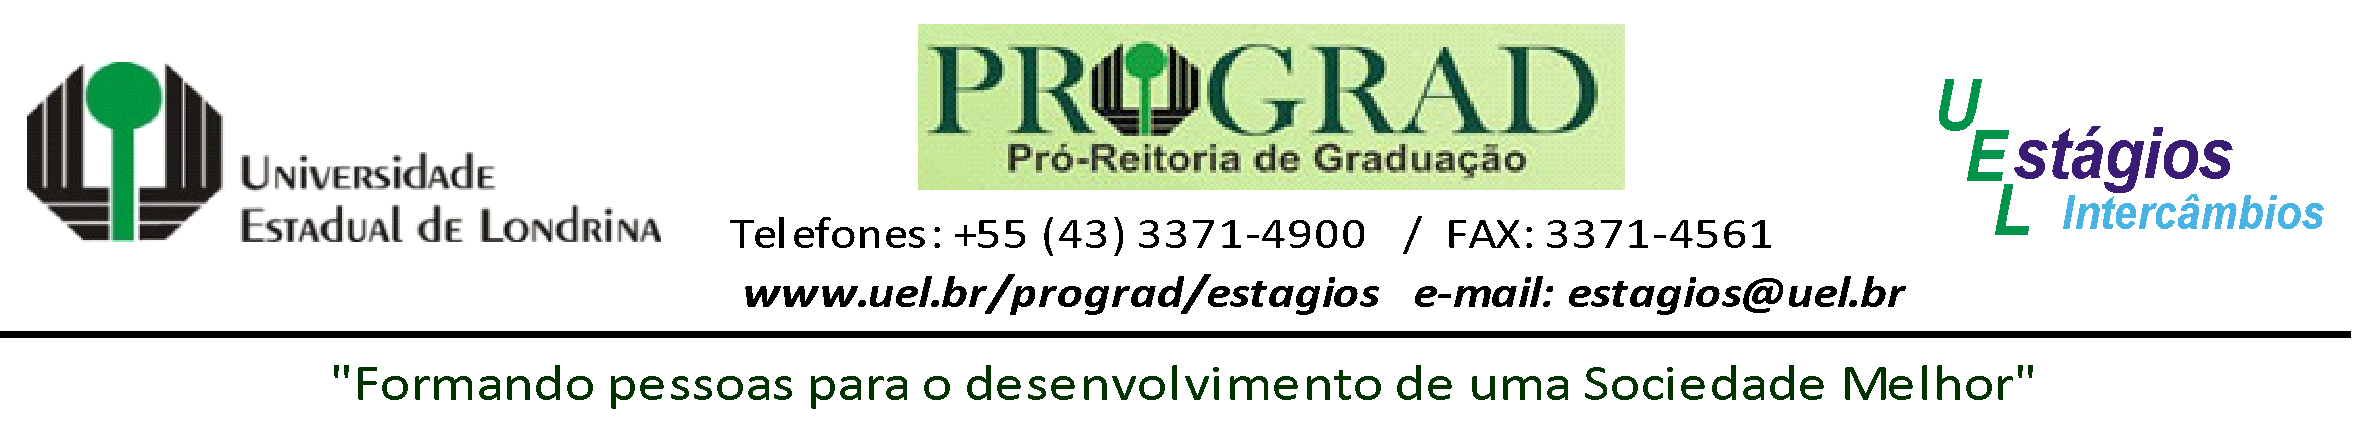 Universidade
Estadual de Londrina
PROGRAD
Pró-Reitoria de Graduação
Telefones: +55 (43) 3371-4900 / FAX: 3371-4561
www.uel.br/prograd/estagios e-mail: estagios@uel.br
U
Estágios
L Intercâmbios
"Formando pessoas para o desenvolvimento de uma Sociedade Melhor"